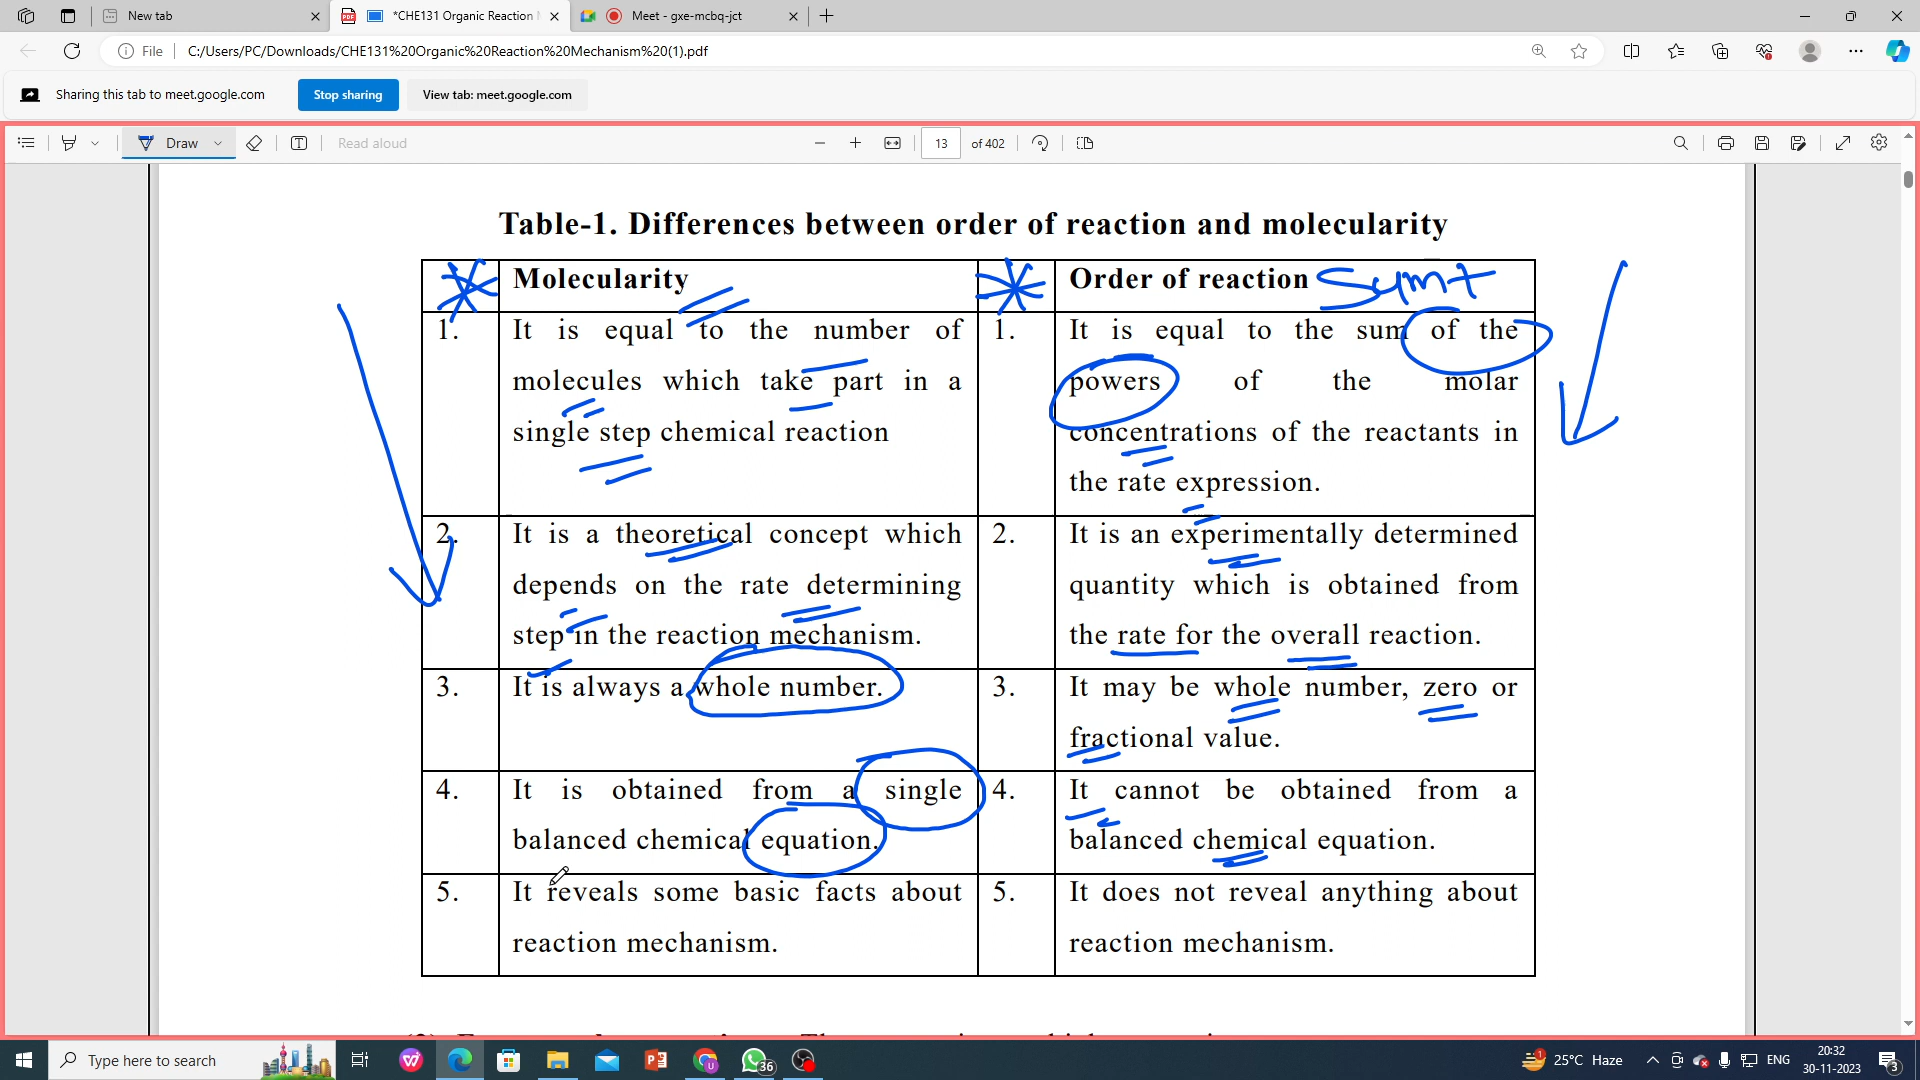 New tab
*CHE131 Organic Reaction
Meet - gxe-mcbq-jct
File
C:/Users/PC/Downloads/CHE131%20Organic%20Reaction%20Mechanism%20(1).pdf
Sharing this tab to meet.google.com
Stop sharing
View tab: meet.google.com
Draw
Read aloud
13 of 402
Table-1. Differences between order of reaction and molecularity
Molecularity
Order of reaction
1. It is equal to the number of
molecules which take part in a
single step chemical reaction
1. It is equal to the sum of the
powers of the molar
concentrations of the reactants in
the rate expression.
2. It is a theoretical concept which
depends on the rate determining
step in the reaction mechanism.
2. It is an experimentally determined
quantity which is obtained from
the rate for the overall reaction.
3. It is always a whole number.
3. It may be whole number, zero or
fractional value.
4. It is obtained from a single
balanced chemical equation.
4. It cannot be obtained from a
balanced chemical equation.
5. It reveals some basic facts about
reaction mechanism.
5. It does not reveal anything about
reaction mechanism.
Type here to search
36
25°C Haze
ENG
20:32
30-11-2023
3